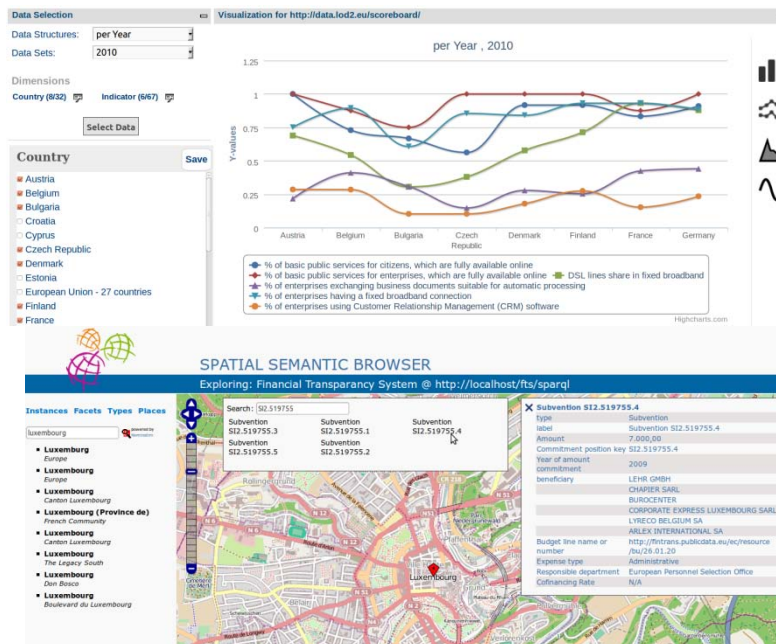 Data Selection
Visualization for http://data.lod2.eu/scoreboard/
Data Structures: per Year
Data Sets: 2010
Dimensions
Country (8/32) Indicator (6/67)
Select Data
Country Save
Austria
Belgium
Bulgaria
Croatia
Cyprus
Czech Republic
Denmark
Estonia
European Union - 27 countries
Finland
France
per Year , 2010
Y-values
1.25
1
0.75
0.5
0.25
0
Austria Belgium Bulgaria Czech Republic Denmark Finland France Germany
% of basic public services for citizens, which are fully available online
% of basic public services for enterprises, which are fully available online DSL lines share in fixed broadband
% of enterprises exchanging business documents suitable for automatic processing
% of enterprises having a fixed broadband connection
% of enterprises using Customer Relationship Management (CRM) software
Highcharts.com
SPATIAL SEMANTIC BROWSER
Exploring: Financial Transparancy System @ http://localhost/fts/sparql
Instances Facets Types Places
luxembourg
powered by
Luxemburg
Europe
Luxembourg
Europe
Luxembourg
Canton Luxembourg
Luxembourg (Province de)
French Community
Luxembourg
Canton Luxembourg
Luxembourg
The Legacy South
Luxembourg
Don Bosco
Luxembourg
Boulevard du Luxembourg
Search: SI2.519755
Subvention Subvention Subvention
SI2.519755.3 SI2.519755.1 SI2.519755.4
Subvention Subvention
SI2.519755.5 SI2.519755.2
Rollingergrund
N 12
N 12
N 51
N 51
Luxembourg
Grund
Route de Longwy
X Subvention SI2.519755.4
type Subvention
label Subvention SI2.519755.4
Amount 7.000,00
Commitment position key SI2.519755.4
Year of amount commitment 2009
beneficiary LEHR GMBH
CHAPIER SARL
BUROCENTER
CORPORATE EXPRESS LUXEMBOURG SARL
LYRECO BELGIUM SA
ARLEX INTERNATIONAL SA
Budget line name or number http://fintrans.publicdata.eu/ec/resource
/bu/26.01.20
Expense type Administrative
Responsible department European Personnel Selection Office
Cofinancing Rate N/A